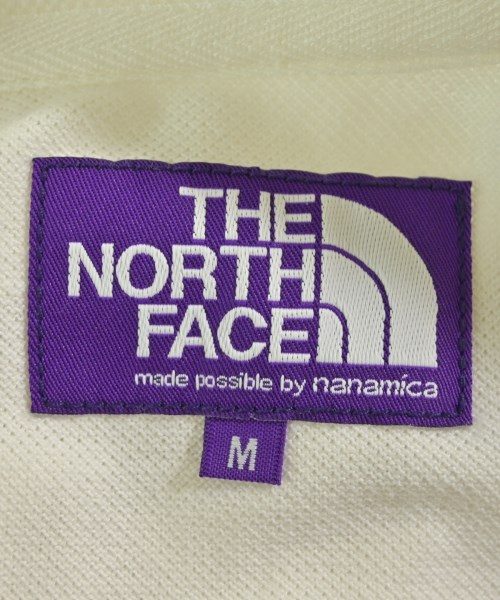 THE
NORTH
FACE
made possible by nanamica
M